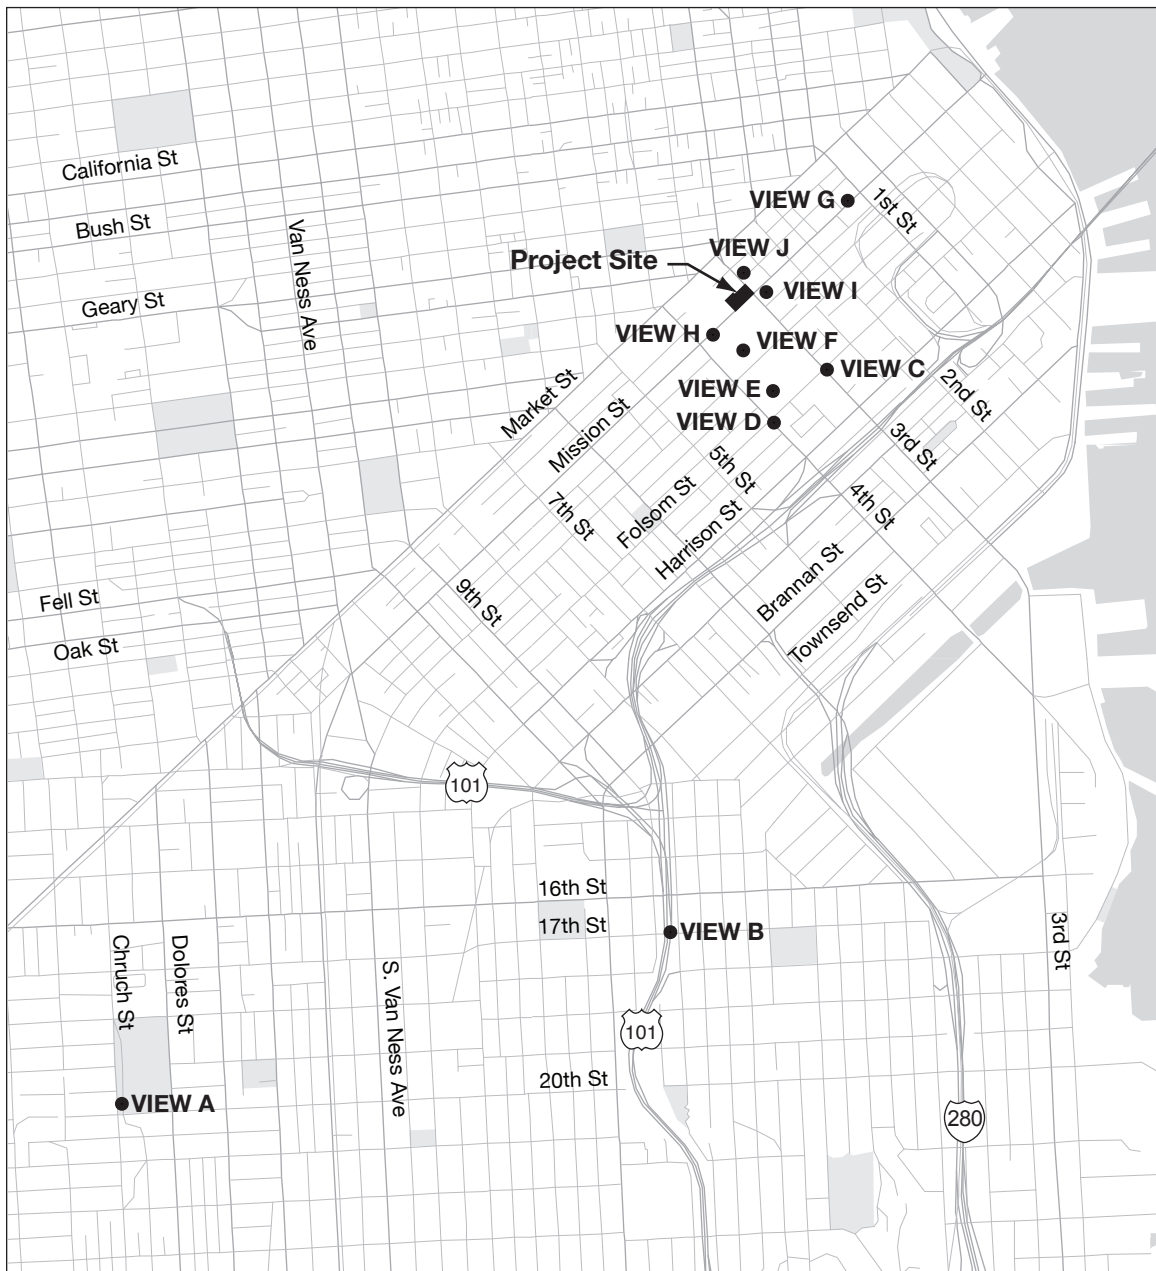 California St
Bush St
Van Ness Ave
VIEW G
1st St
VIEW J
Project Site
Geary St
VIEW I
VIEW H
VIEW F
VIEW C
VIEW E
2nd St
Market St
Mission St
VIEW D
3rd St
5th St
4th St
7th St
Folsom St
Harrison St
Fell St
9th St
Brannan St
Townsend St
Oak St
101
16th St
17th St
VIEW B
3rd St
Chruch St
Dolores St
S. Van Ness Ave
101
20th St
VIEW A
280